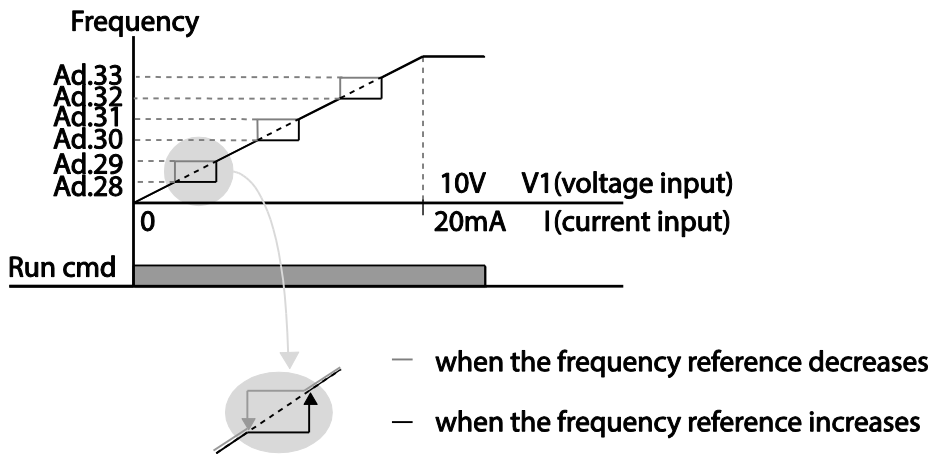 Frequency
Ad.33
Ad.32
Ad.31
Ad.30
Ad.29
Ad.28
10V V1(voltage input)
0 20mA I(current input)
Run cmd
when the frequency reference decreases
when the frequency reference increases